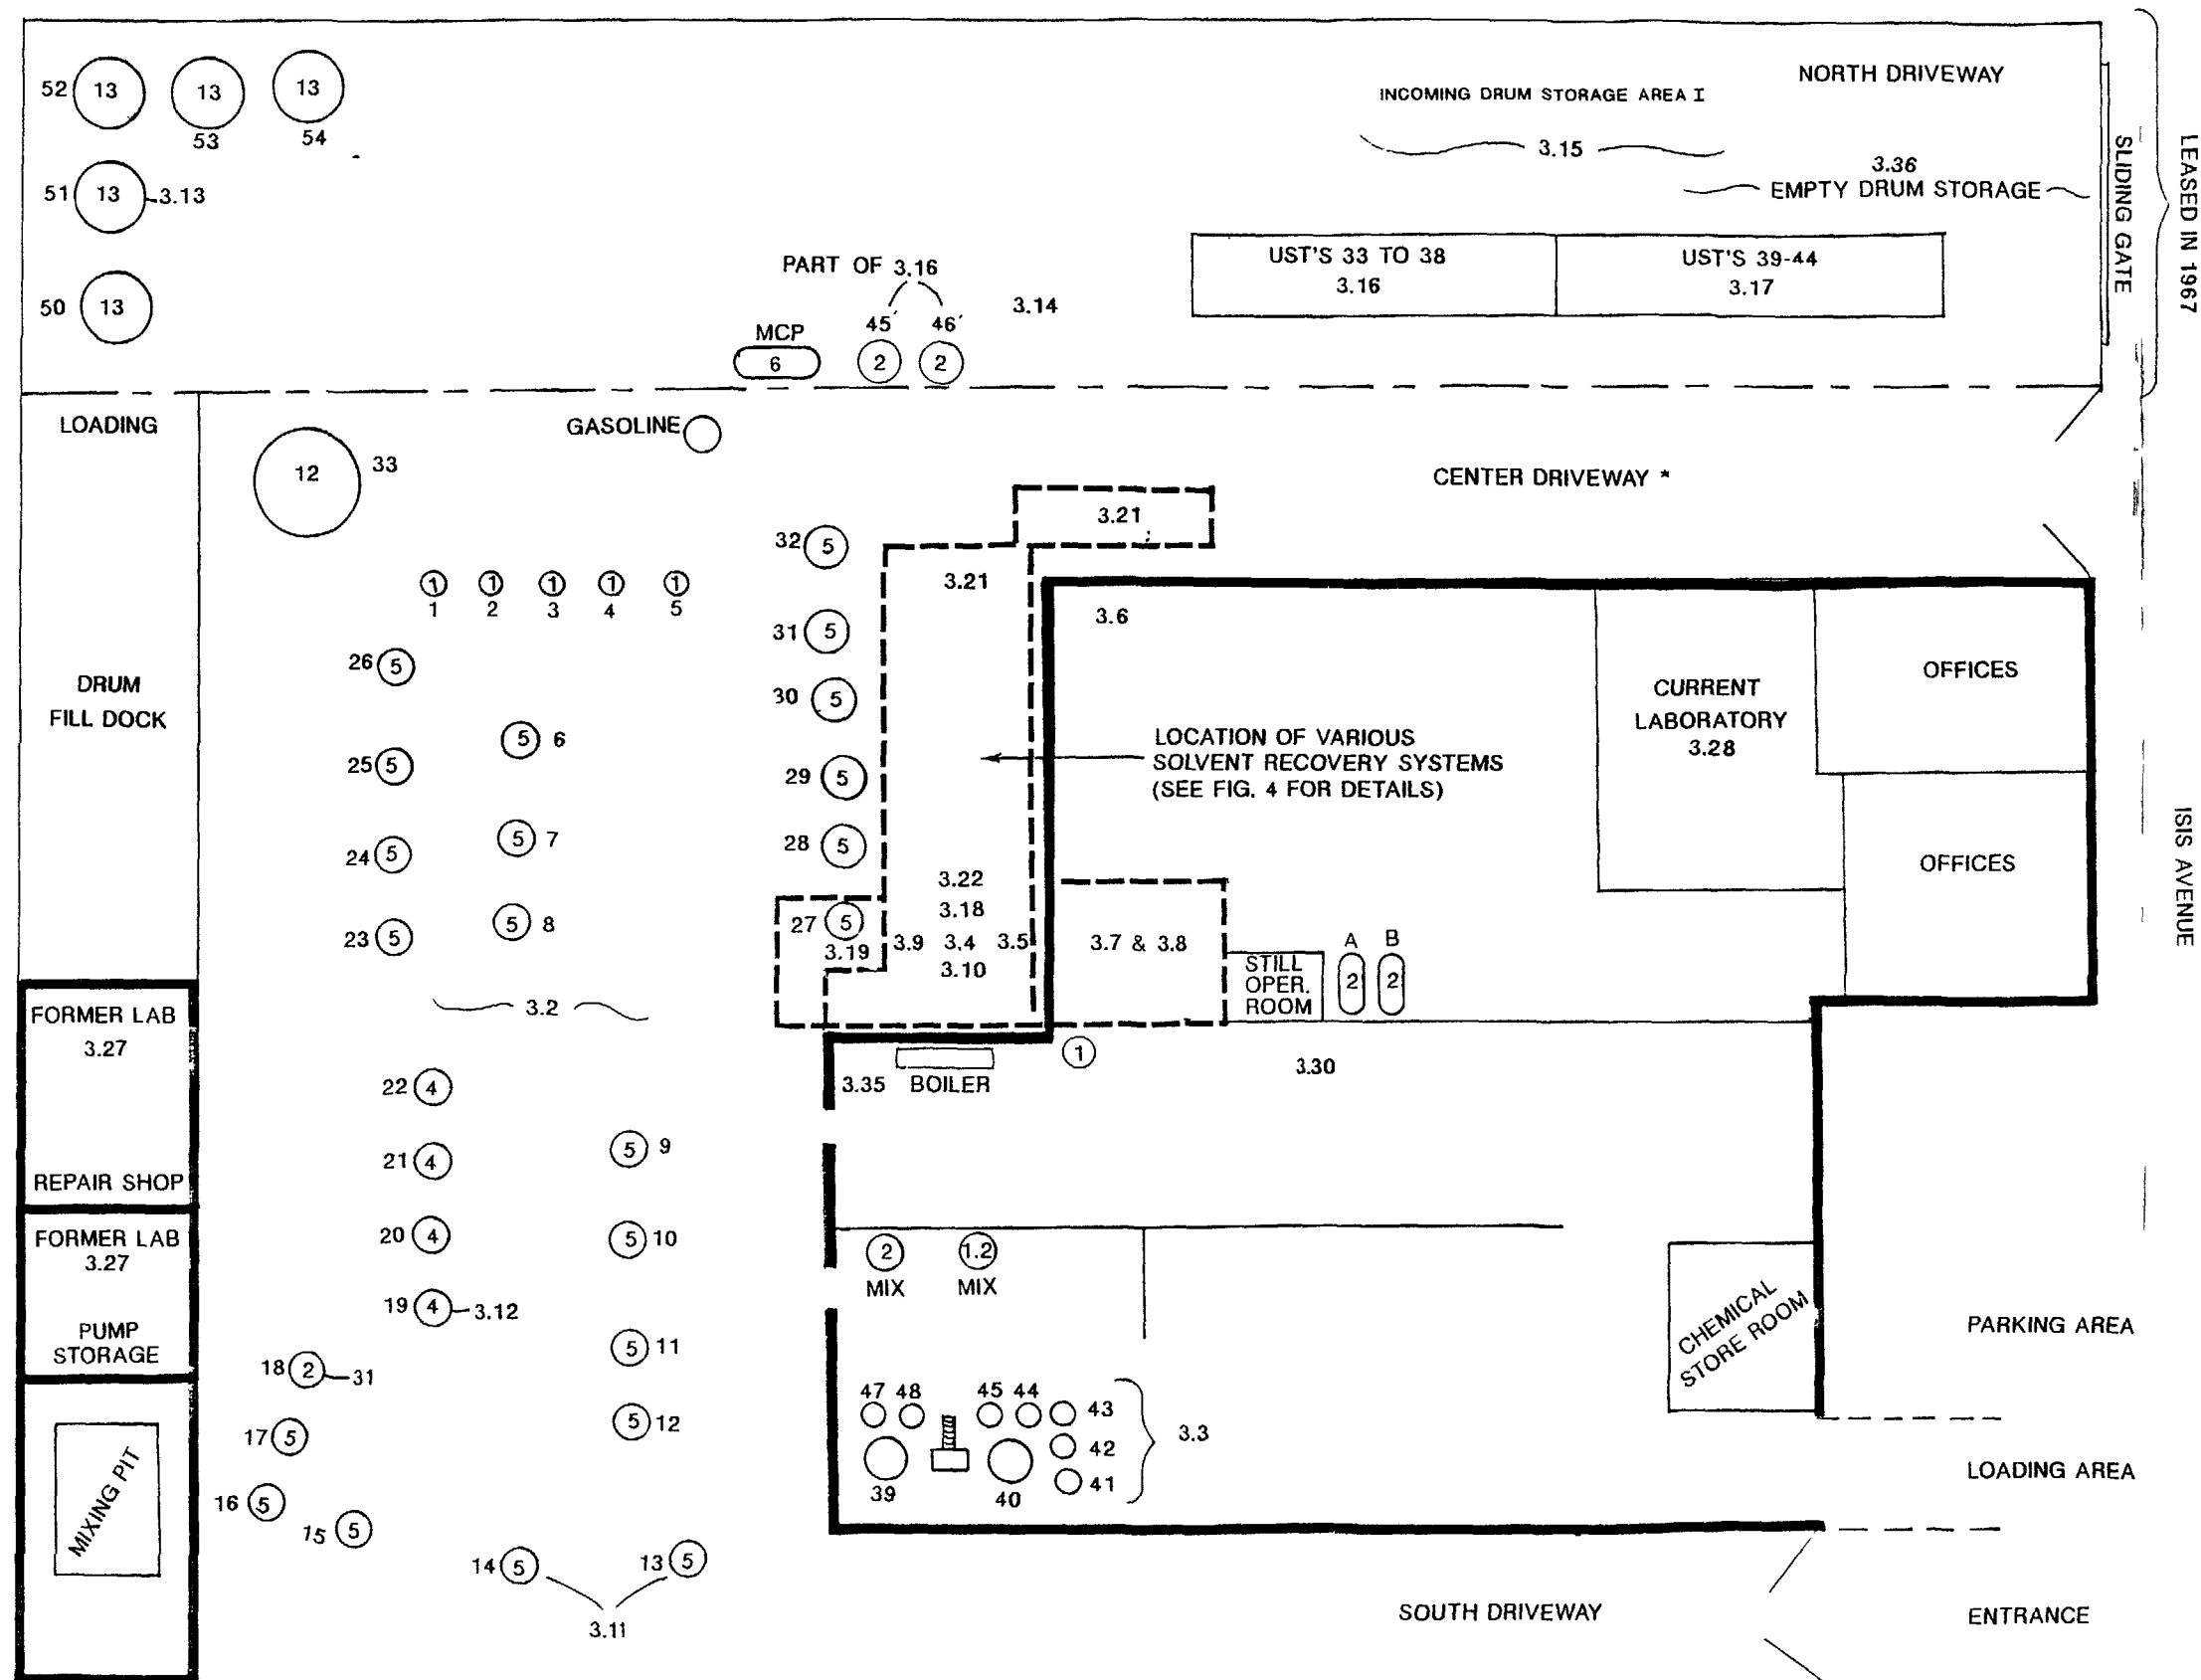 NORTH DRIVEWAY
INCOMING DRUM STORAGE AREA I
52 13 13 13
53 54
3.15
3.36
EMPTY DRUM STORAGE
SLIDING GATE
LEASED IN 1967
51 13 3.13
UST'S 33 TO 38
3.16
UST'S 39-44
3.17
PART OF 3.16
3.14
50 13
MCP 45' 46'
6 2 2
LOADING
GASOLINE
12 33
CENTER DRIVEWAY *
3.21
32 5
3.21
1 1 1 1 1
1 2 3 4 5
3.6
31 5
26 5
DRUM
FILL DOCK
OFFICES
CURRENT
LABORATORY
3.28
30 5
5 6
LOCATION OF VARIOUS
SOLVENT RECOVERY SYSTEMS
(SEE FIG. 4 FOR DETAILS)
25 5
29 5
5 7
24 5
28 5
OFFICES
ISIS AVENUE
3.22
3.18
27 5
3.19
3.9 3.4 3.5
3.10
5 8
23 5
3.7 & 3.8
STILL
OPER.
ROOM
A B
2 2
3.2
FORMER LAB
3.27
REPAIR SHOP
1
3.35 BOILER
3.30
22 4
21 4
5 9
FORMER LAB
3.27
PUMP
STORAGE
20 4
5 10
2 1.2
MIX MIX
19 4 3.12
5 11
CHEMICAL
STORE ROOM
PARKING AREA
18 2 31
47 48 45 44 43
42
41
3.3
39 40
5 12
17 5
MIXING PIT
16 5
15 5
LOADING AREA
14 5 13 5
3.11
SOUTH DRIVEWAY
ENTRANCE